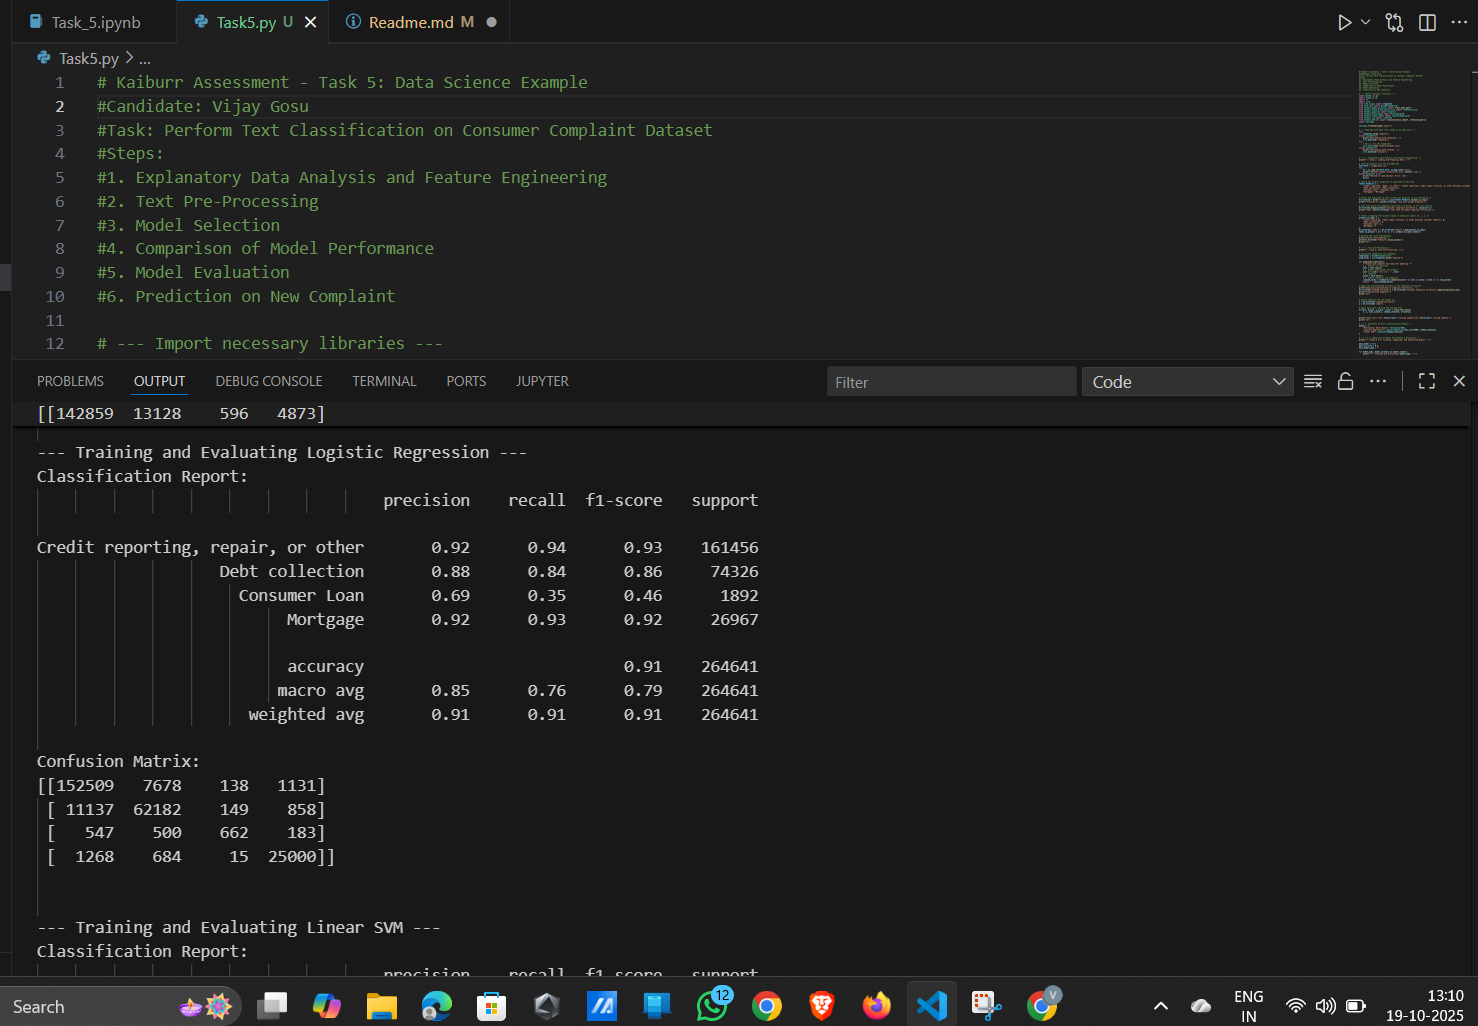 Task_5.ipynb
Task5.py U
Readme.md M
Task5.py > ...
1 # Kaiburr Assessment - Task 5: Data Science Example
2 #Candidate: Vijay Gosu
3 #Task: Perform Text Classification on Consumer Complaint Dataset
4 #Steps:
5 #1. Explanatory Data Analysis and Feature Engineering
6 #2. Text Pre-Processing
7 #3. Model Selection
8 #4. Comparison of Model Performance
9 #5. Model Evaluation
10 #6. Prediction on New Complaint
11
12 # --- Import necessary libraries ---
PROBLEMS OUTPUT DEBUG CONSOLE TERMINAL PORTS JUPYTER
Filter
Code
[[142859 13128 596 4873]
--- Training and Evaluating Logistic Regression ---
Classification Report:
precision recall f1-score support
Credit reporting, repair, or other 0.92 0.94 0.93 161456
Debt collection 0.88 0.84 0.86 74326
Consumer Loan 0.69 0.35 0.46 1892
Mortgage 0.92 0.93 0.92 26967
accuracy 0.91 264641
macro avg 0.85 0.76 0.79 264641
weighted avg 0.91 0.91 0.91 264641
Confusion Matrix:
[[152509 7678 138 1131]
[ 11137 62182 149 858]
[ 547 500 662 183]
[ 1268 684 15 25000]]
--- Training and Evaluating Linear SVM ---
Classification Report:
precision recall f1-score support
Search
12
V
ENG
IN
13:10
19-10-2025